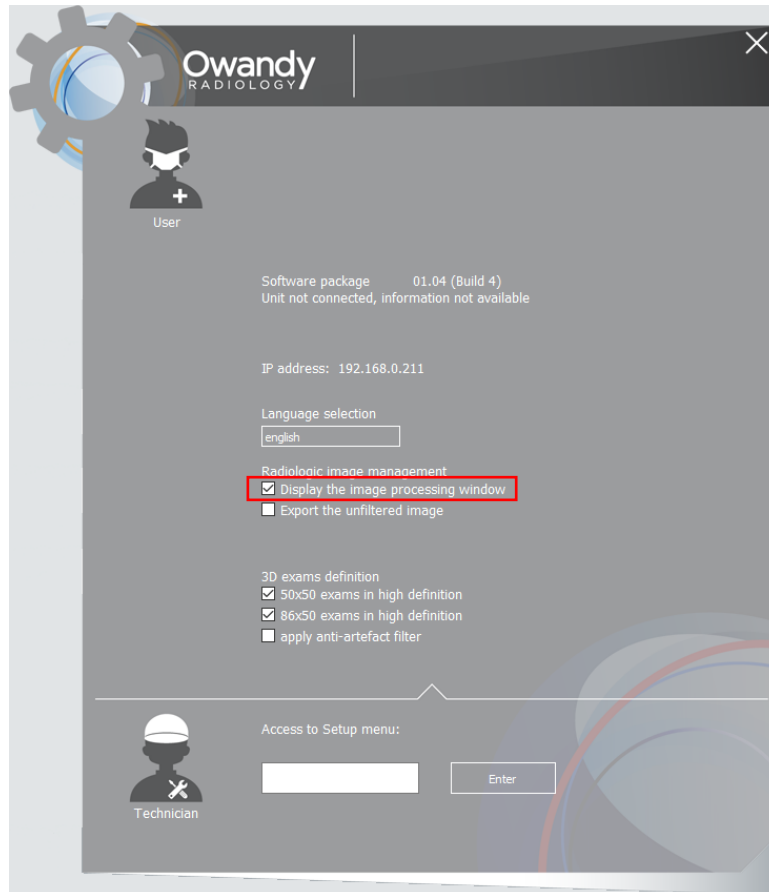 Owandy
RADIOLOGY
User
Software package 01.04 (Build 4)
Unit not connected, information not available
IP address: 192.168.0.211
Language selection
english
Radiologic image management
Display the image processing window
Export the unfiltered image
3D exams definition
50x50 exams in high definition
86x50 exams in high definition
apply anti-artefact filter
Access to Setup menu:
Enter
Technician